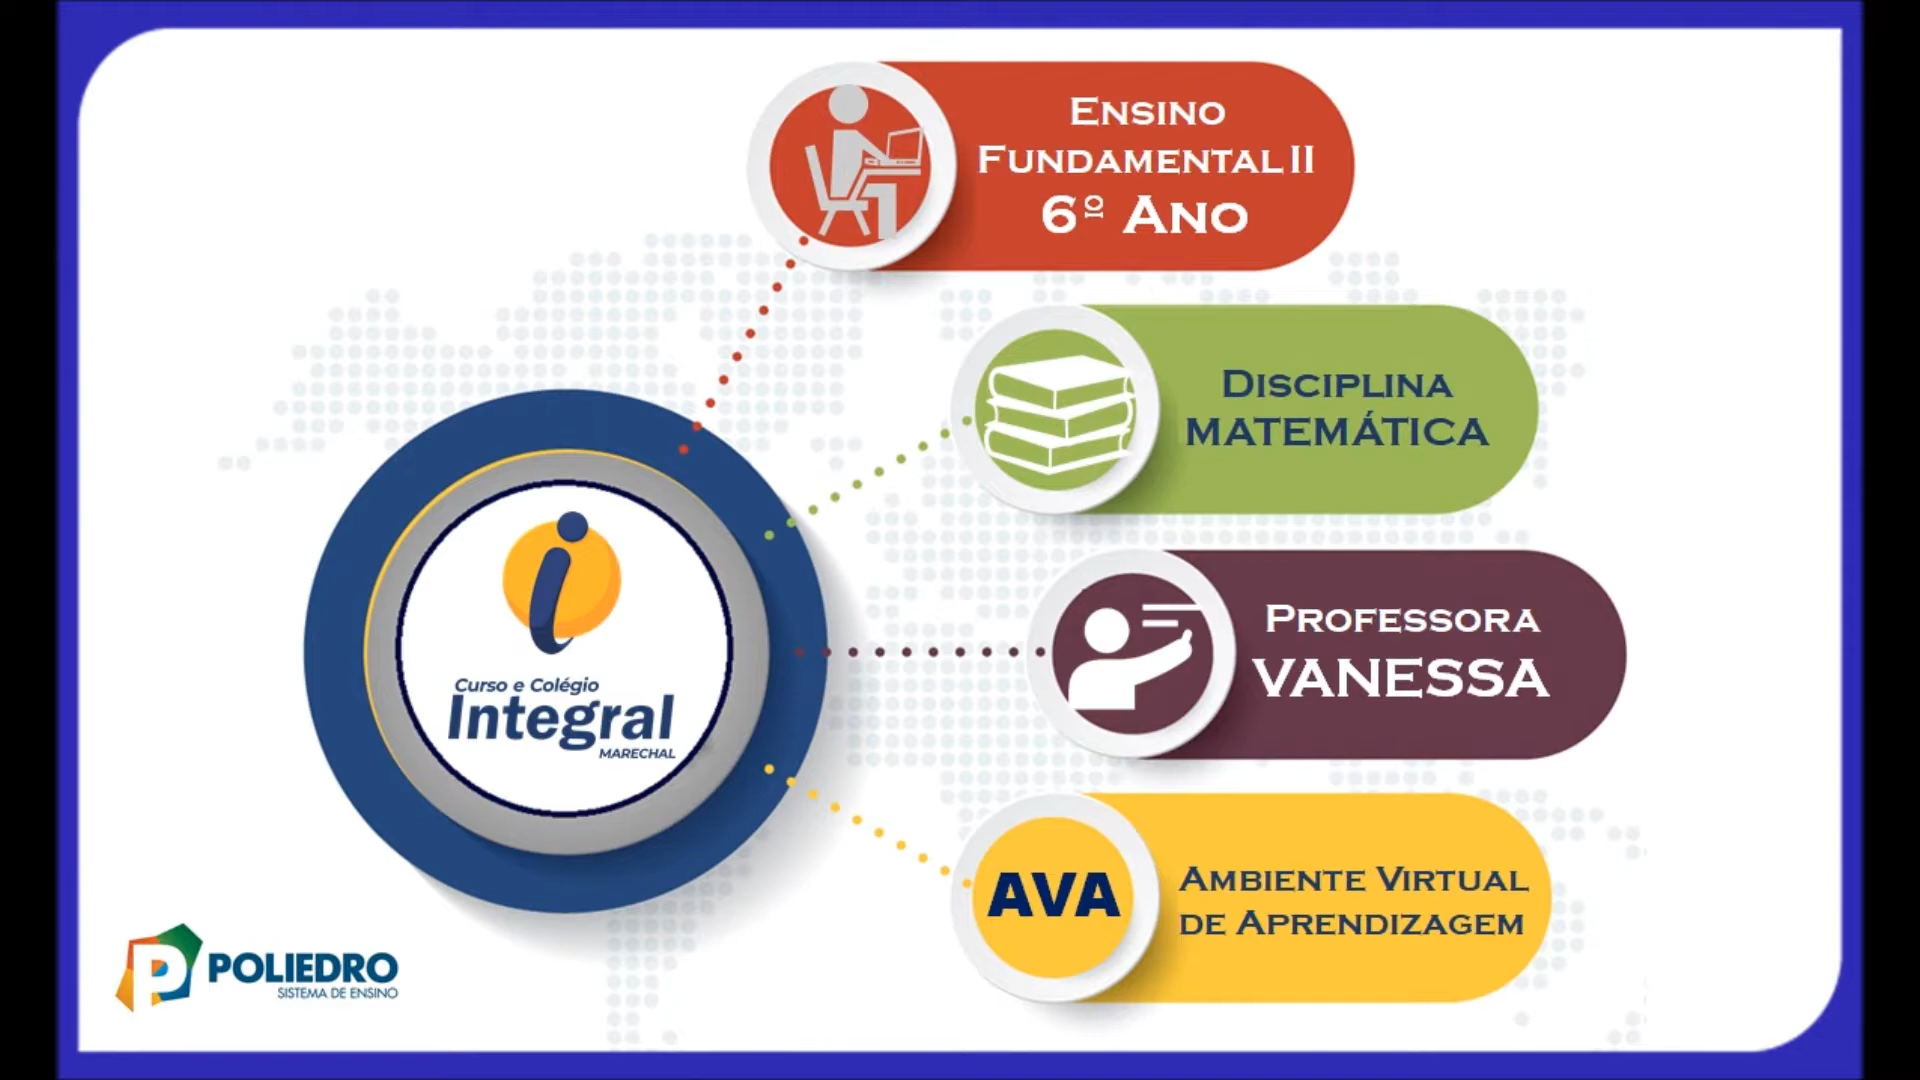 Ensino
Fundamental II
6º Ano
Disciplina
MATEMÁTICA
Curso e Colégio
Integral
MARECHAL
Professora
VANESSA
AVA
Ambiente Virtual
de Aprendizagem
P
POLIEDRO
SISTEMA DE ENSINO